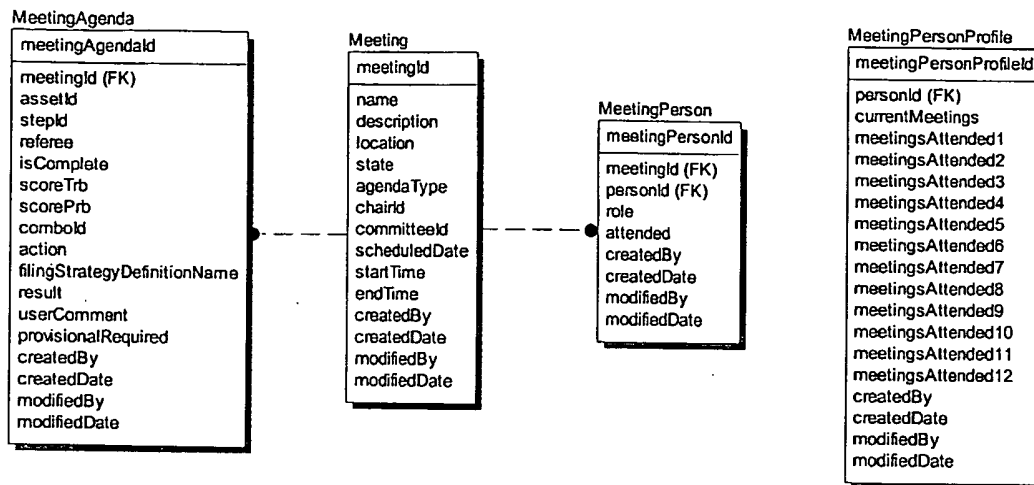 MeetingAgenda
meetingAgendaId
meetingId (FK)
assetId
stepId
referee
isComplete
scoreTrb
scorePrb
comboId
action
filingStrategyDefinitionName
result
userComment
provisionalRequired
createdBy
createdDate
modifiedBy
modifiedDate
Meeting
meetingId
name
description
location
state
agendaType
chairId
committeeId
scheduledDate
startTime
endTime
createdBy
createdDate
modifiedBy
modifiedDate
MeetingPerson
meetingPersonId
meetingId (FK)
personId (FK)
role
attended
createdBy
createdDate
modifiedBy
modifiedDate
MeetingPersonProfile
meetingPersonProfileId
personId (FK)
currentMeetings
meetingsAttended1
meetingsAttended2
meetingsAttended3
meetingsAttended4
meetingsAttended5
meetingsAttended6
meetingsAttended7
meetingsAttended8
meetingsAttended9
meetingsAttended10
meetingsAttended11
meetingsAttended12
createdBy
createdDate
modifiedBy
modifiedDate